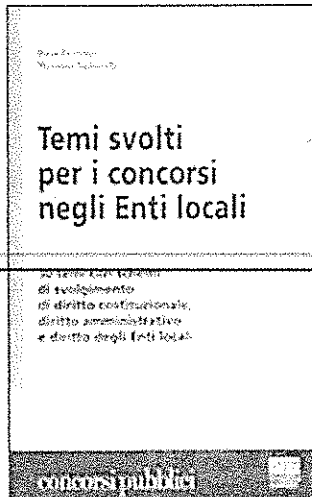 Temi svolti
per i concorsi
negli Enti locali
di svolgimento
di diritto costituzionale,
diritto amministrativo
e diritto degli Enti locali
concorsi pubblici